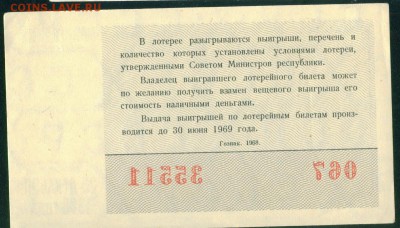 COINS.LAVE.RU
В лотерее разыгрываются выигрыши, перечень и
количество которых установлены условиями лотереи,
утвержденными Советом Министров республики.
Владелец выигравшего лотерейного билета может
по желанию получить взамен вещевого выигрыша его
стоимость наличными деньгами.
Выдача выигрышей по лотерейным билетам произ-
водится до 30 июня 1969 года.
Гознак. 1968.
35511 067